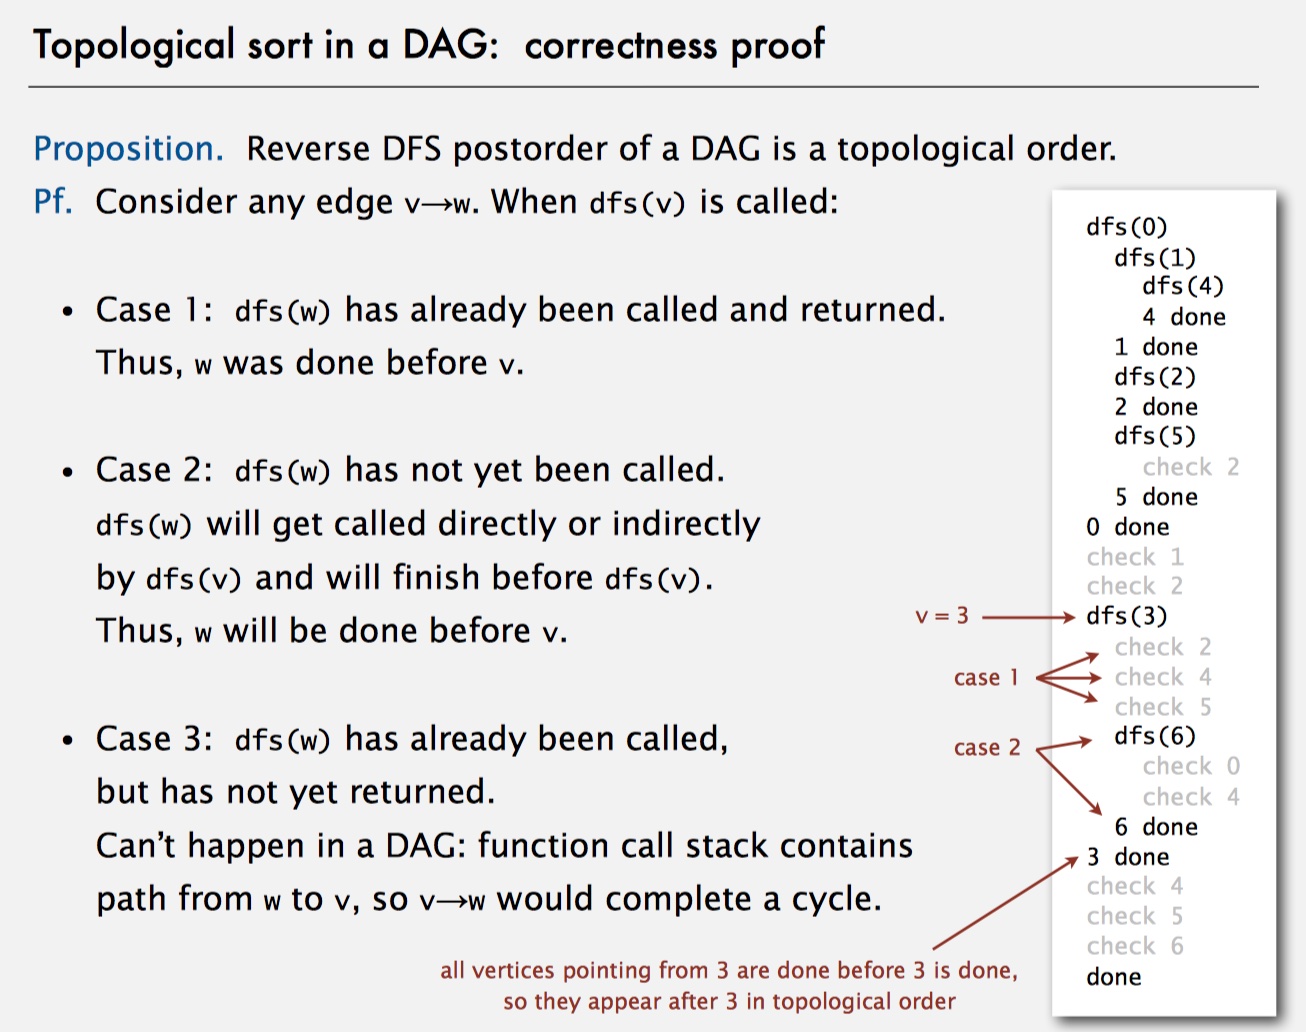 Topological sort in a DAG: correctness proof
Proposition. Reverse DFS postorder of a DAG is a topological order.
Pf. Consider any edge v→w. When dfs(v) is called:
• Case 1: dfs(w) has already been called and returned.
Thus, w was done before v.
• Case 2: dfs(w) has not yet been called.
dfs(w) will get called directly or indirectly
by dfs(v) and will finish before dfs(v).
Thus, w will be done before v.
• Case 3: dfs(w) has already been called,
but has not yet returned.
Can't happen in a DAG: function call stack contains
path from w to v, so v→w would complete a cycle.
dfs(0)
dfs(1)
dfs(4)
4 done
1 done
dfs(2)
2 done
dfs(5)
check 2
5 done
0 done
check 1
check 2
v = 3
dfs(3)
check 2
case 1
check 4
check 5
case 2
dfs(6)
check 0
check 4
6 done
3 done
check 4
check 5
check 6
done
all vertices pointing from 3 are done before 3 is done,
so they appear after 3 in topological order